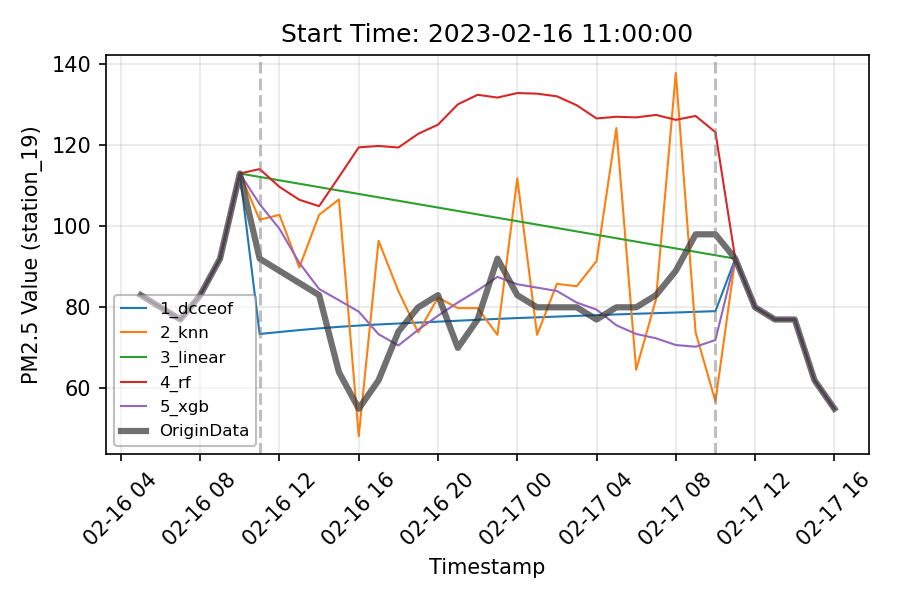 Start Time: 2023-02-16 11:00:00
PM2.5 Value (station_19)
140
120
100
80
60
1_dcceof
2_knn
3_linear
4_rf
5_xgb
OriginData
02-16 04
02-16 08
02-16 12
02-16 16
02-16 20
02-17 00
02-17 04
02-17 08
02-17 12
02-17 16
Timestamp